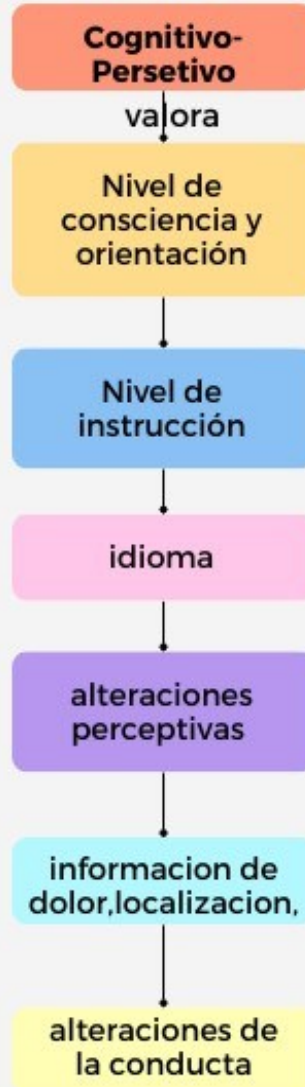 Cognitivo-
Persetivo
valora
Nivel de
consciencia y
orientación
Nivel de
instrucción
idioma
alteraciones
perceptivas
informacion de
dolor,localizacion,
alteraciones de
la conducta